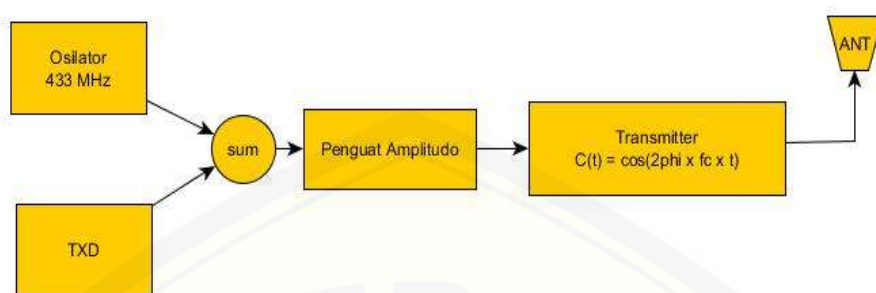 Osilator
433 MHz
ANT
sum
Penguat Amplitudo
Transmitter
C(t) = cos(2phi x fc x t)
TXD